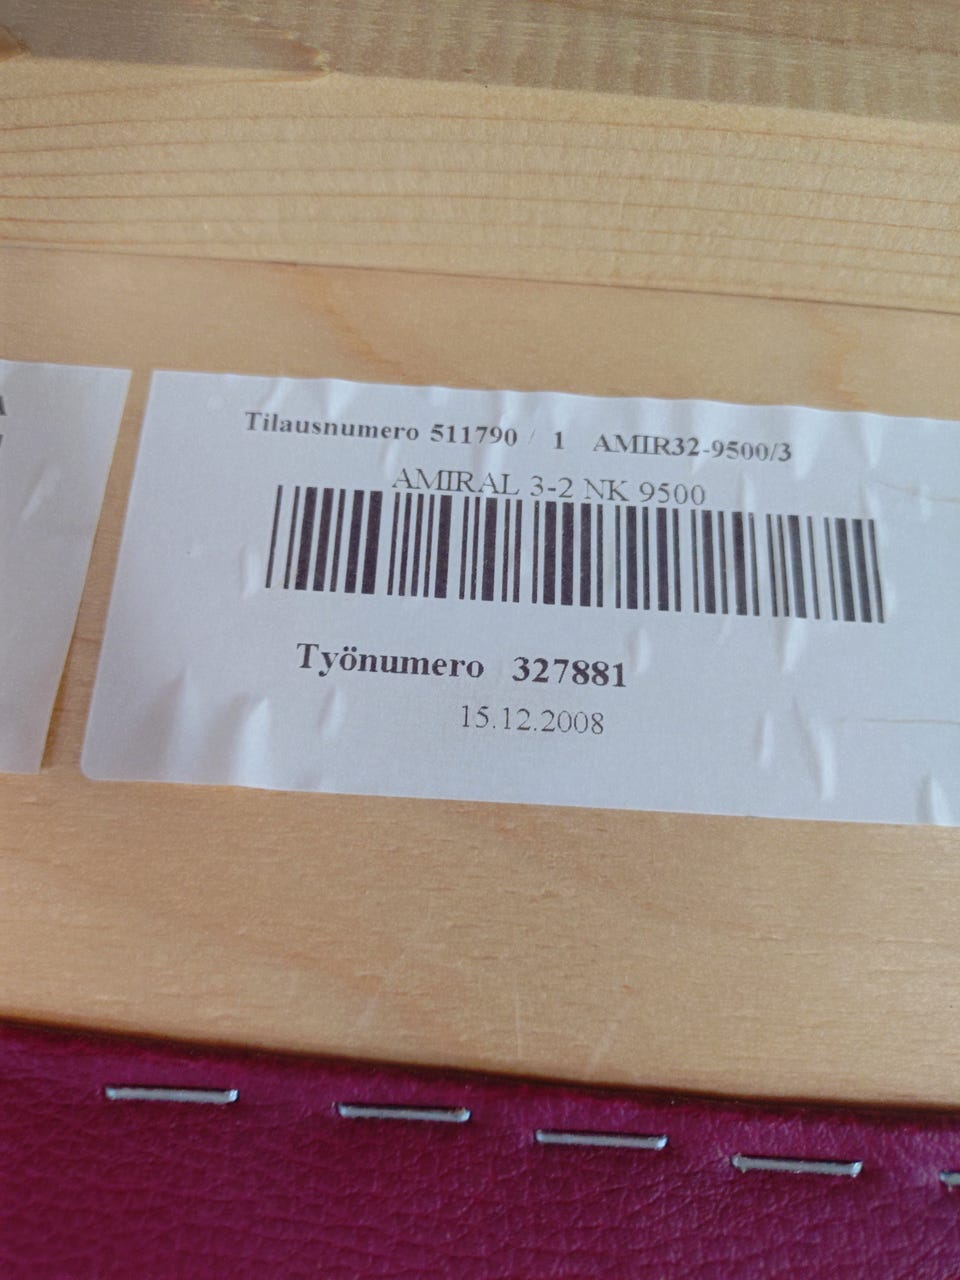 Tilausnumero 511790 / 1 AMIR32-9500/3
AMIRAL 3-2 NK 9500
Työnumero 327881
15.12.2008